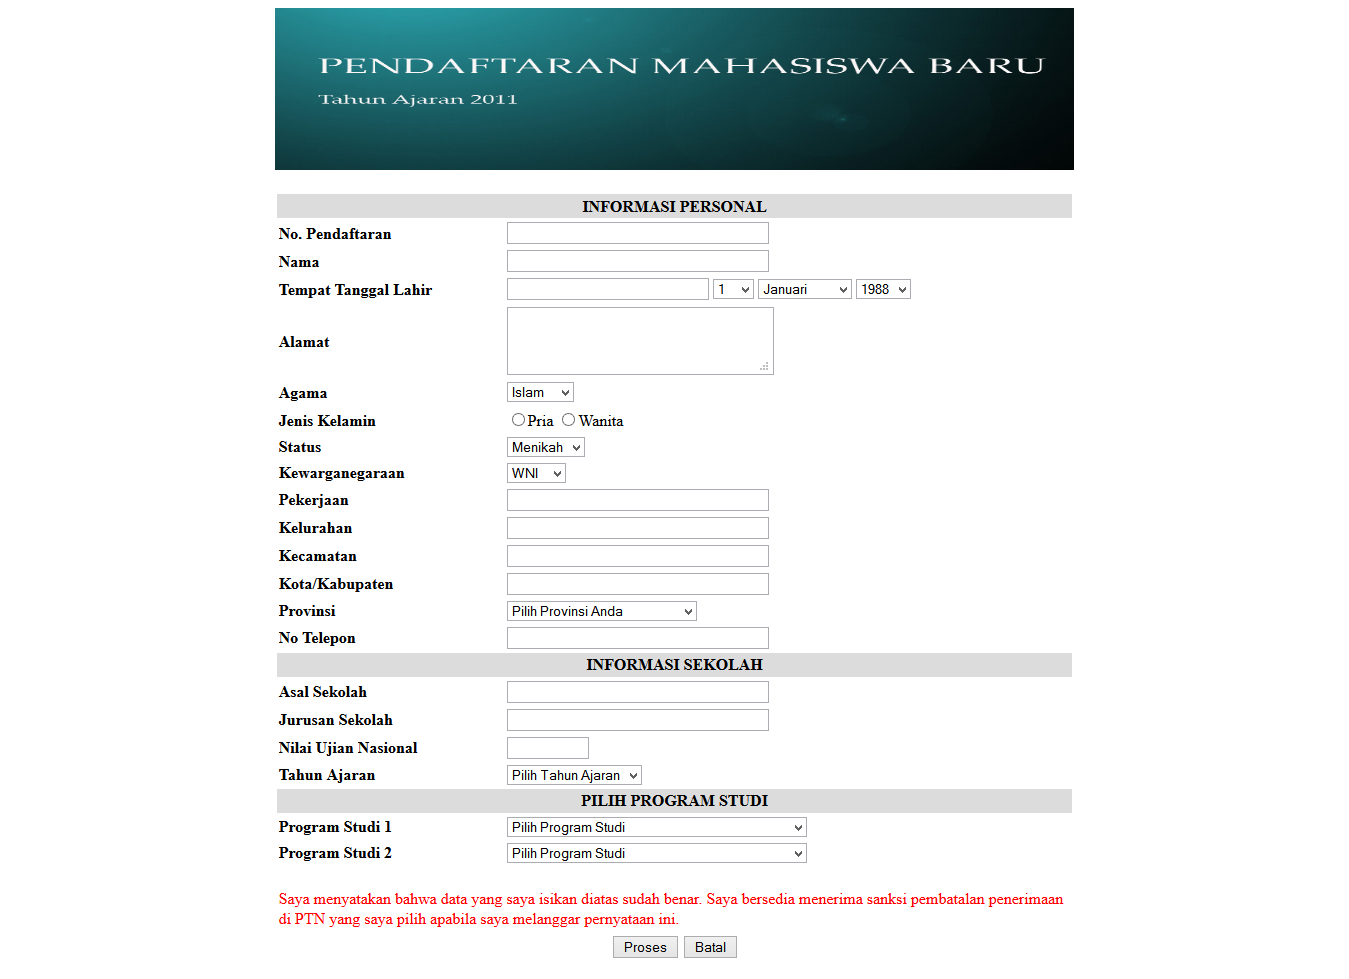 PENDAFTARAN MAHASISWA BARU
Tahun Ajaran 2011
INFORMASI PERSONAL
No. Pendaftaran
Nama
Tempat Tanggal Lahir 1 Januari 1988
Alamat
Agama Islam
Jenis Kelamin Pria Wanita
Status Menikah
Kewarganegaraan WNI
Pekerjaan
Kelurahan
Kecamatan
Kota/Kabupaten
Provinsi Pilih Provinsi Anda
No Telepon
INFORMASI SEKOLAH
Asal Sekolah
Jurusan Sekolah
Nilai Ujian Nasional
Tahun Ajaran Pilih Tahun Ajaran
PILIH PROGRAM STUDI
Program Studi 1 Pilih Program Studi
Program Studi 2 Pilih Program Studi
Saya menyatakan bahwa data yang saya isikan diatas sudah benar. Saya bersedia menerima sanksi pembatalan penerimaan
di PTN yang saya pilih apabila saya melanggar pernyataan ini.
Proses Batal